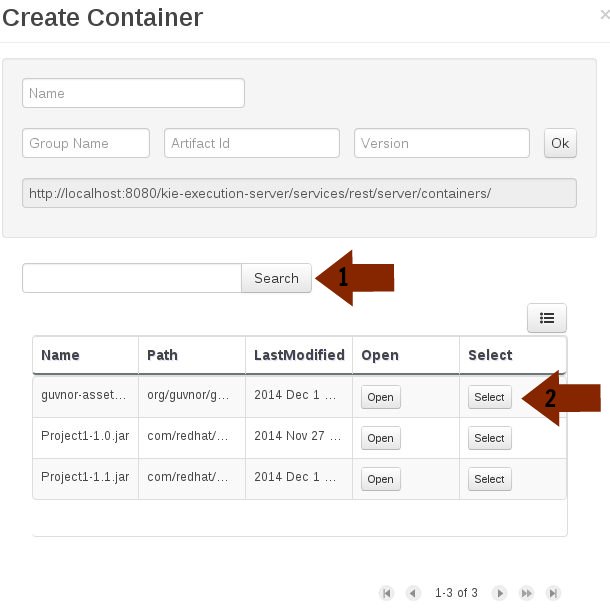 Create Container ×
Name
Group Name Artifact Id Version Ok
http://localhost:8080/kie-execution-server/services/rest/server/containers/
Search 1
Name Path LastModified Open Select
guvnor-asset... org/guvnor/g... 2014 Dec 1 ... Open Select 2
Project1-1.0.jar com/redhat/... 2014 Nov 27 ... Open Select
Project1-1.1.jar com/redhat/... 2014 Dec 1 ... Open Select
1-3 of 3